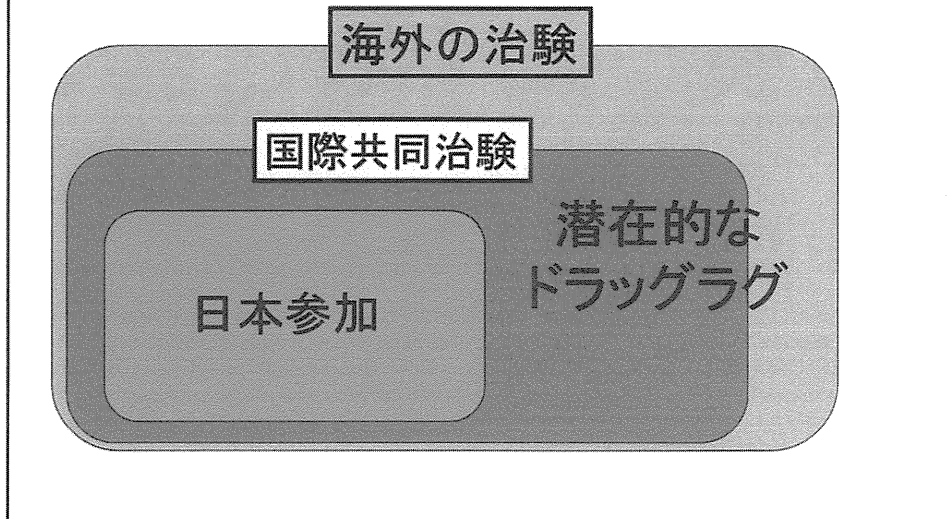 海外の治験
国際共同治験
潜在的な
ドラッグラグ
日本参加